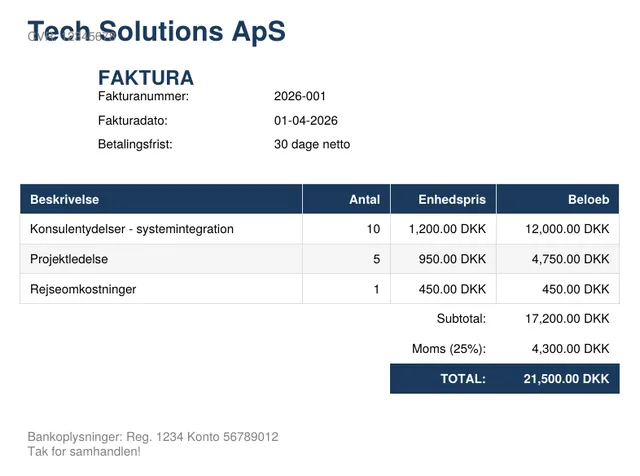 Tech Solutions ApS
CVR: 12345678
FAKTURA
Fakturanummer: 2026-001
Fakturadato: 01-04-2026
Betalingsfrist: 30 dage netto
Beskrivelse Antal Enhedspris Beloeb
Konsulentydelser - systemintegration 10 1,200.00 DKK 12,000.00 DKK
Projektledelse 5 950.00 DKK 4,750.00 DKK
Rejseomkostninger 1 450.00 DKK 450.00 DKK
Subtotal: 17,200.00 DKK
Moms (25%): 4,300.00 DKK
TOTAL: 21,500.00 DKK
Bankoplysninger: Reg. 1234 Konto 56789012
Tak for samhandlen!